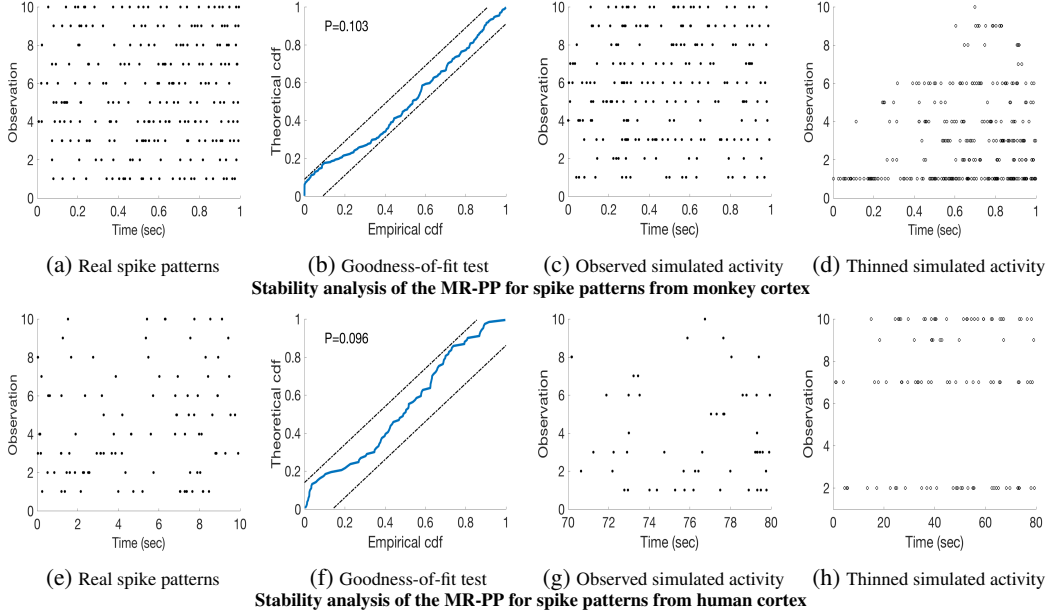 10
8
6
4
2
0
Observation
0 0.2 0.4 0.6 0.8 1
Time (sec)
1
0.8
0.6
0.4
0.2
0
Theoretical cdf
P=0.103
0 0.2 0.4 0.6 0.8 1
Empirical cdf
10
8
6
4
2
0
Observation
0 0.2 0.4 0.6 0.8 1
Time (sec)
10
8
6
4
2
0
Observation
0 0.2 0.4 0.6 0.8 1
Time (sec)
(a) Real spike patterns
(b) Goodness-of-fit test
(c) Observed simulated activity
(d) Thinned simulated activity
Stability analysis of the MR-PP for spike patterns from monkey cortex
10
8
6
4
2
0
Observation
0 2 4 6 8 10
Time (sec)
1
0.8
0.6
0.4
0.2
0
Theoretical cdf
P=0.096
0 0.2 0.4 0.6 0.8 1
Empirical cdf
10
8
6
4
2
0
Observation
70 72 74 76 78 80
Time (sec)
10
8
6
4
2
Observation
0 20 40 60 80
Time (sec)
(e) Real spike patterns
(f) Goodness-of-fit test
(g) Observed simulated activity
(h) Thinned simulated activity
Stability analysis of the MR-PP for spike patterns from human cortex